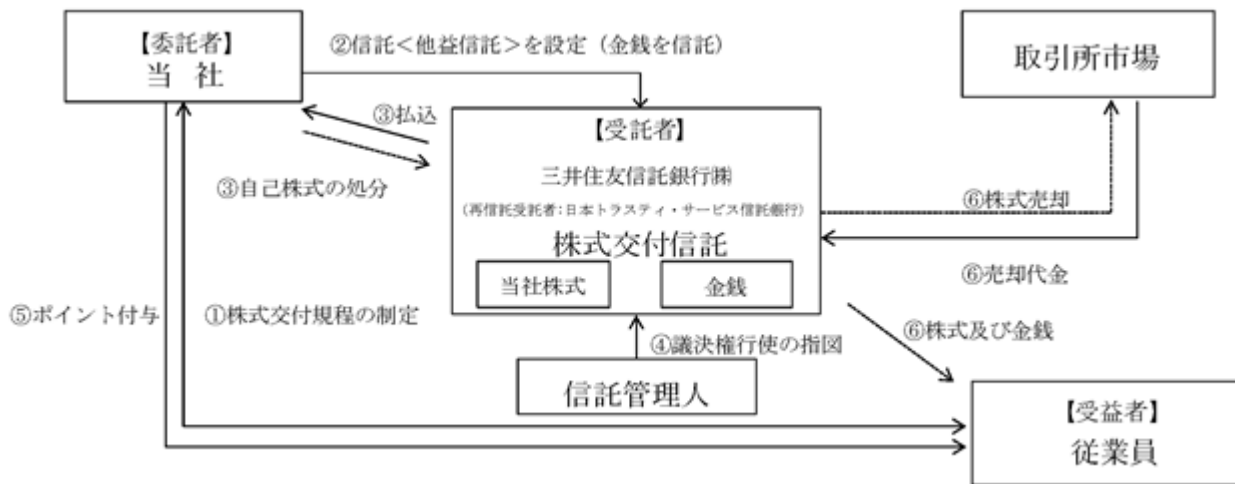 【委託者】
当 社
②信託<他益信託>を設定（金銭を信託）
取引所市場
③払込
③自己株式の処分
【受託者】
三井住友信託銀行㈱
（再信託受託者：日本トラスティ・サービス信託銀行）
株式交付信託
当社株式
金銭
⑥株式売却
⑥売却代金
⑤ポイント付与
①株式交付規程の制定
④議決権行使の指図
⑥株式及び金銭
信託管理人
【受益者】
従業員